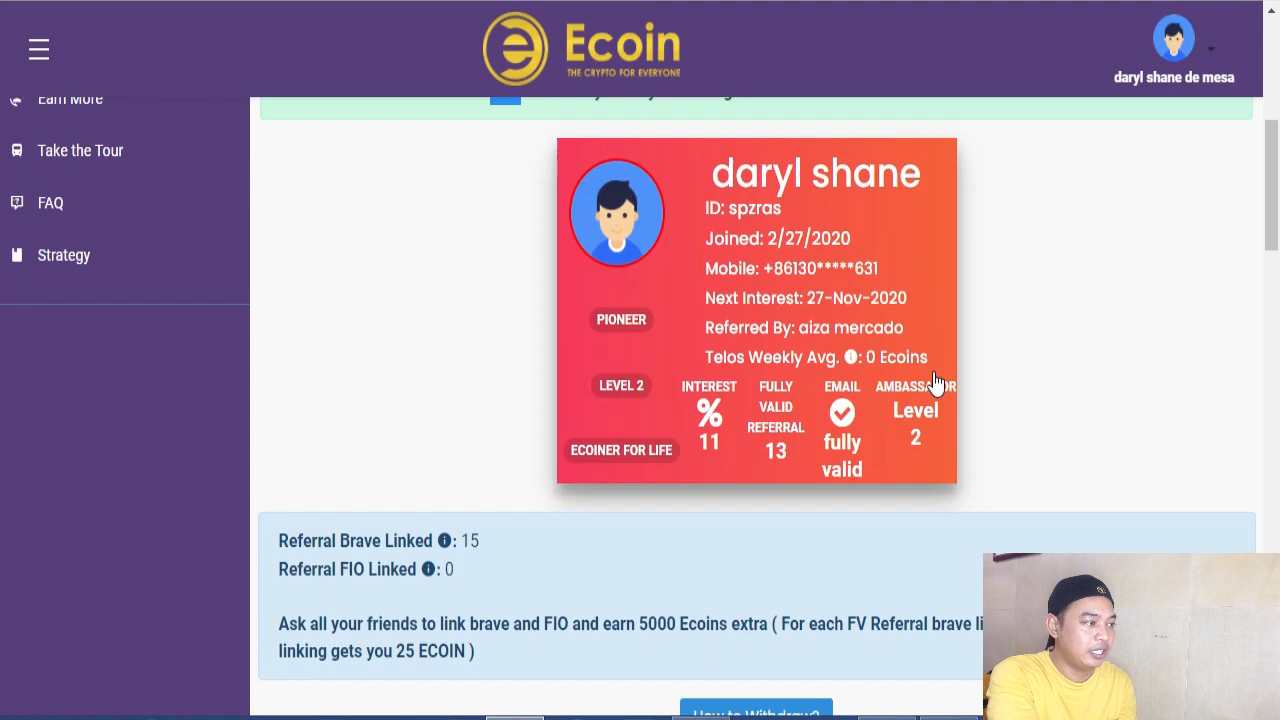 Ecoin
THE CRYPTO FOR EVERYONE
daryl shane de mesa
Earn More
Take the Tour
FAQ
Strategy
daryl shane
ID: spzras
Joined: 2/27/2020
Mobile: +86130*****631
Next Interest: 27-Nov-2020
Referred By: aiza mercado
Telos Weekly Avg. : 0 Ecoins
PIONEER
LEVEL 2
ECOINER FOR LIFE
INTEREST
%
11
FULLY
VALID
REFERRAL
13
EMAIL
fully
valid
AMBASSADOR
Level
2
Referral Brave Linked : 15
Referral FIO Linked : 0
Ask all your friends to link brave and FIO and earn 5000 Ecoins extra ( For each FV Referral brave li
linking gets you 25 ECOIN )
How to Withdraw?